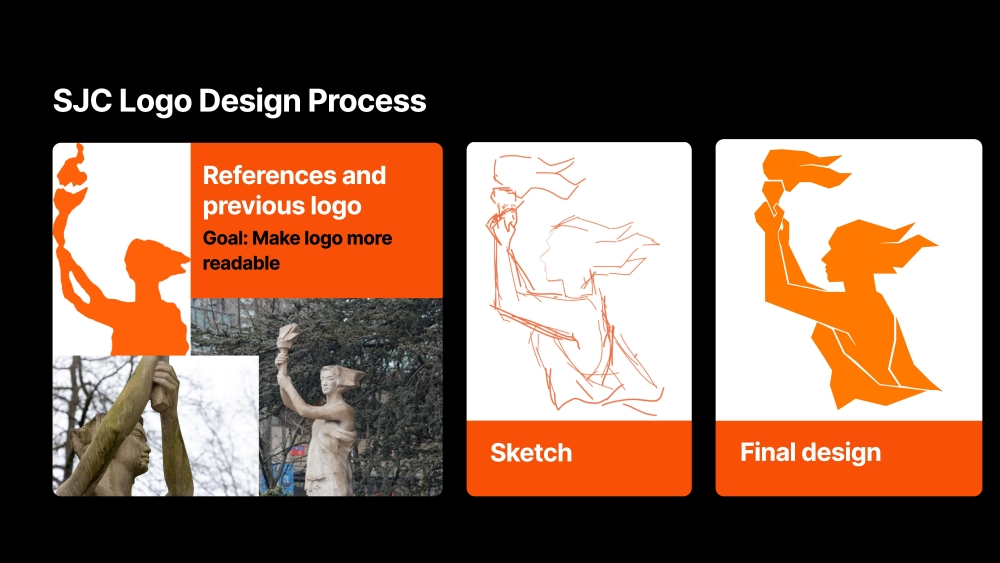 SJC Logo Design Process
References and
previous logo
Goal: Make logo more
readable
Sketch
Final design